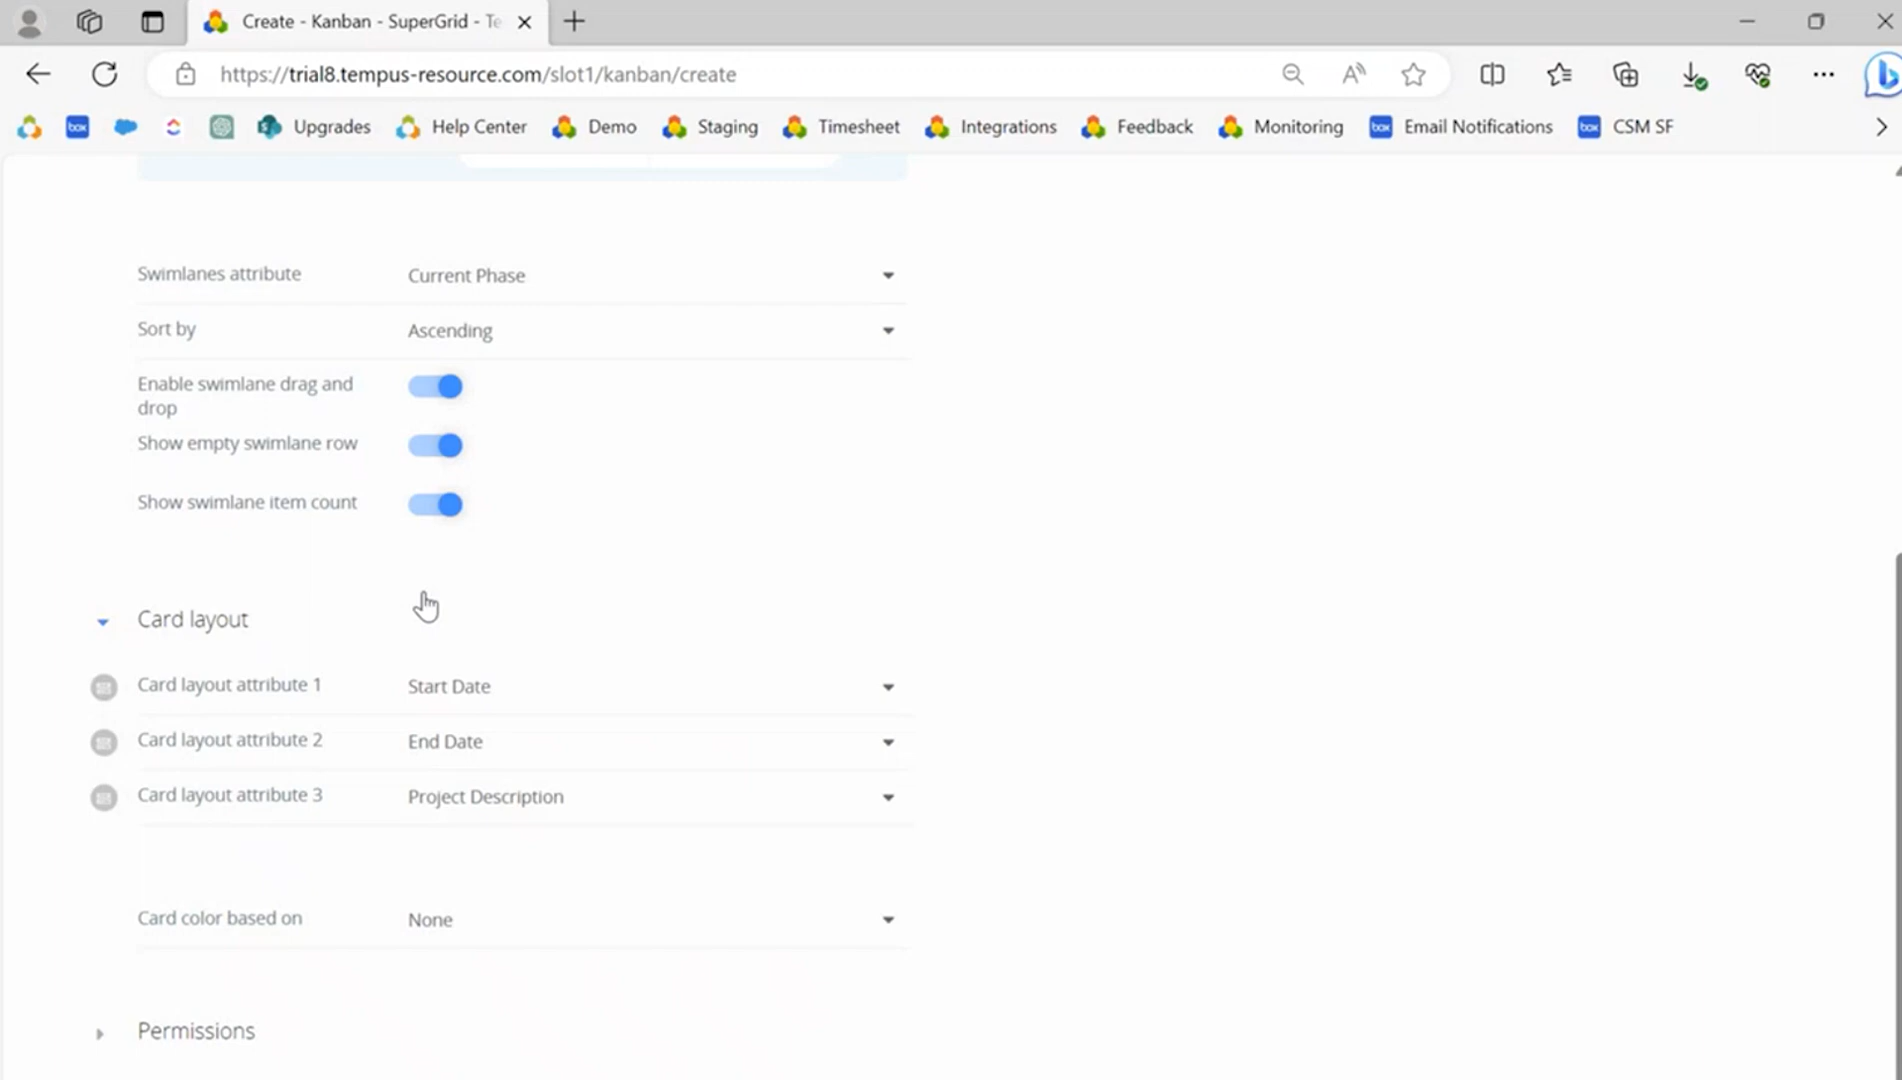 Create - Kanban - SuperGrid - Te
https://trial8.tempus-resource.com/slot1/kanban/create
box Upgrades Help Center Demo Staging Timesheet Integrations Feedback Monitoring box Email Notifications box CSM SF
Swimlanes attribute Current Phase
Sort by Ascending
Enable swimlane drag and
drop
Show empty swimlane row
Show swimlane item count
Card layout
Card layout attribute 1 Start Date
Card layout attribute 2 End Date
Card layout attribute 3 Project Description
Card color based on None
Permissions